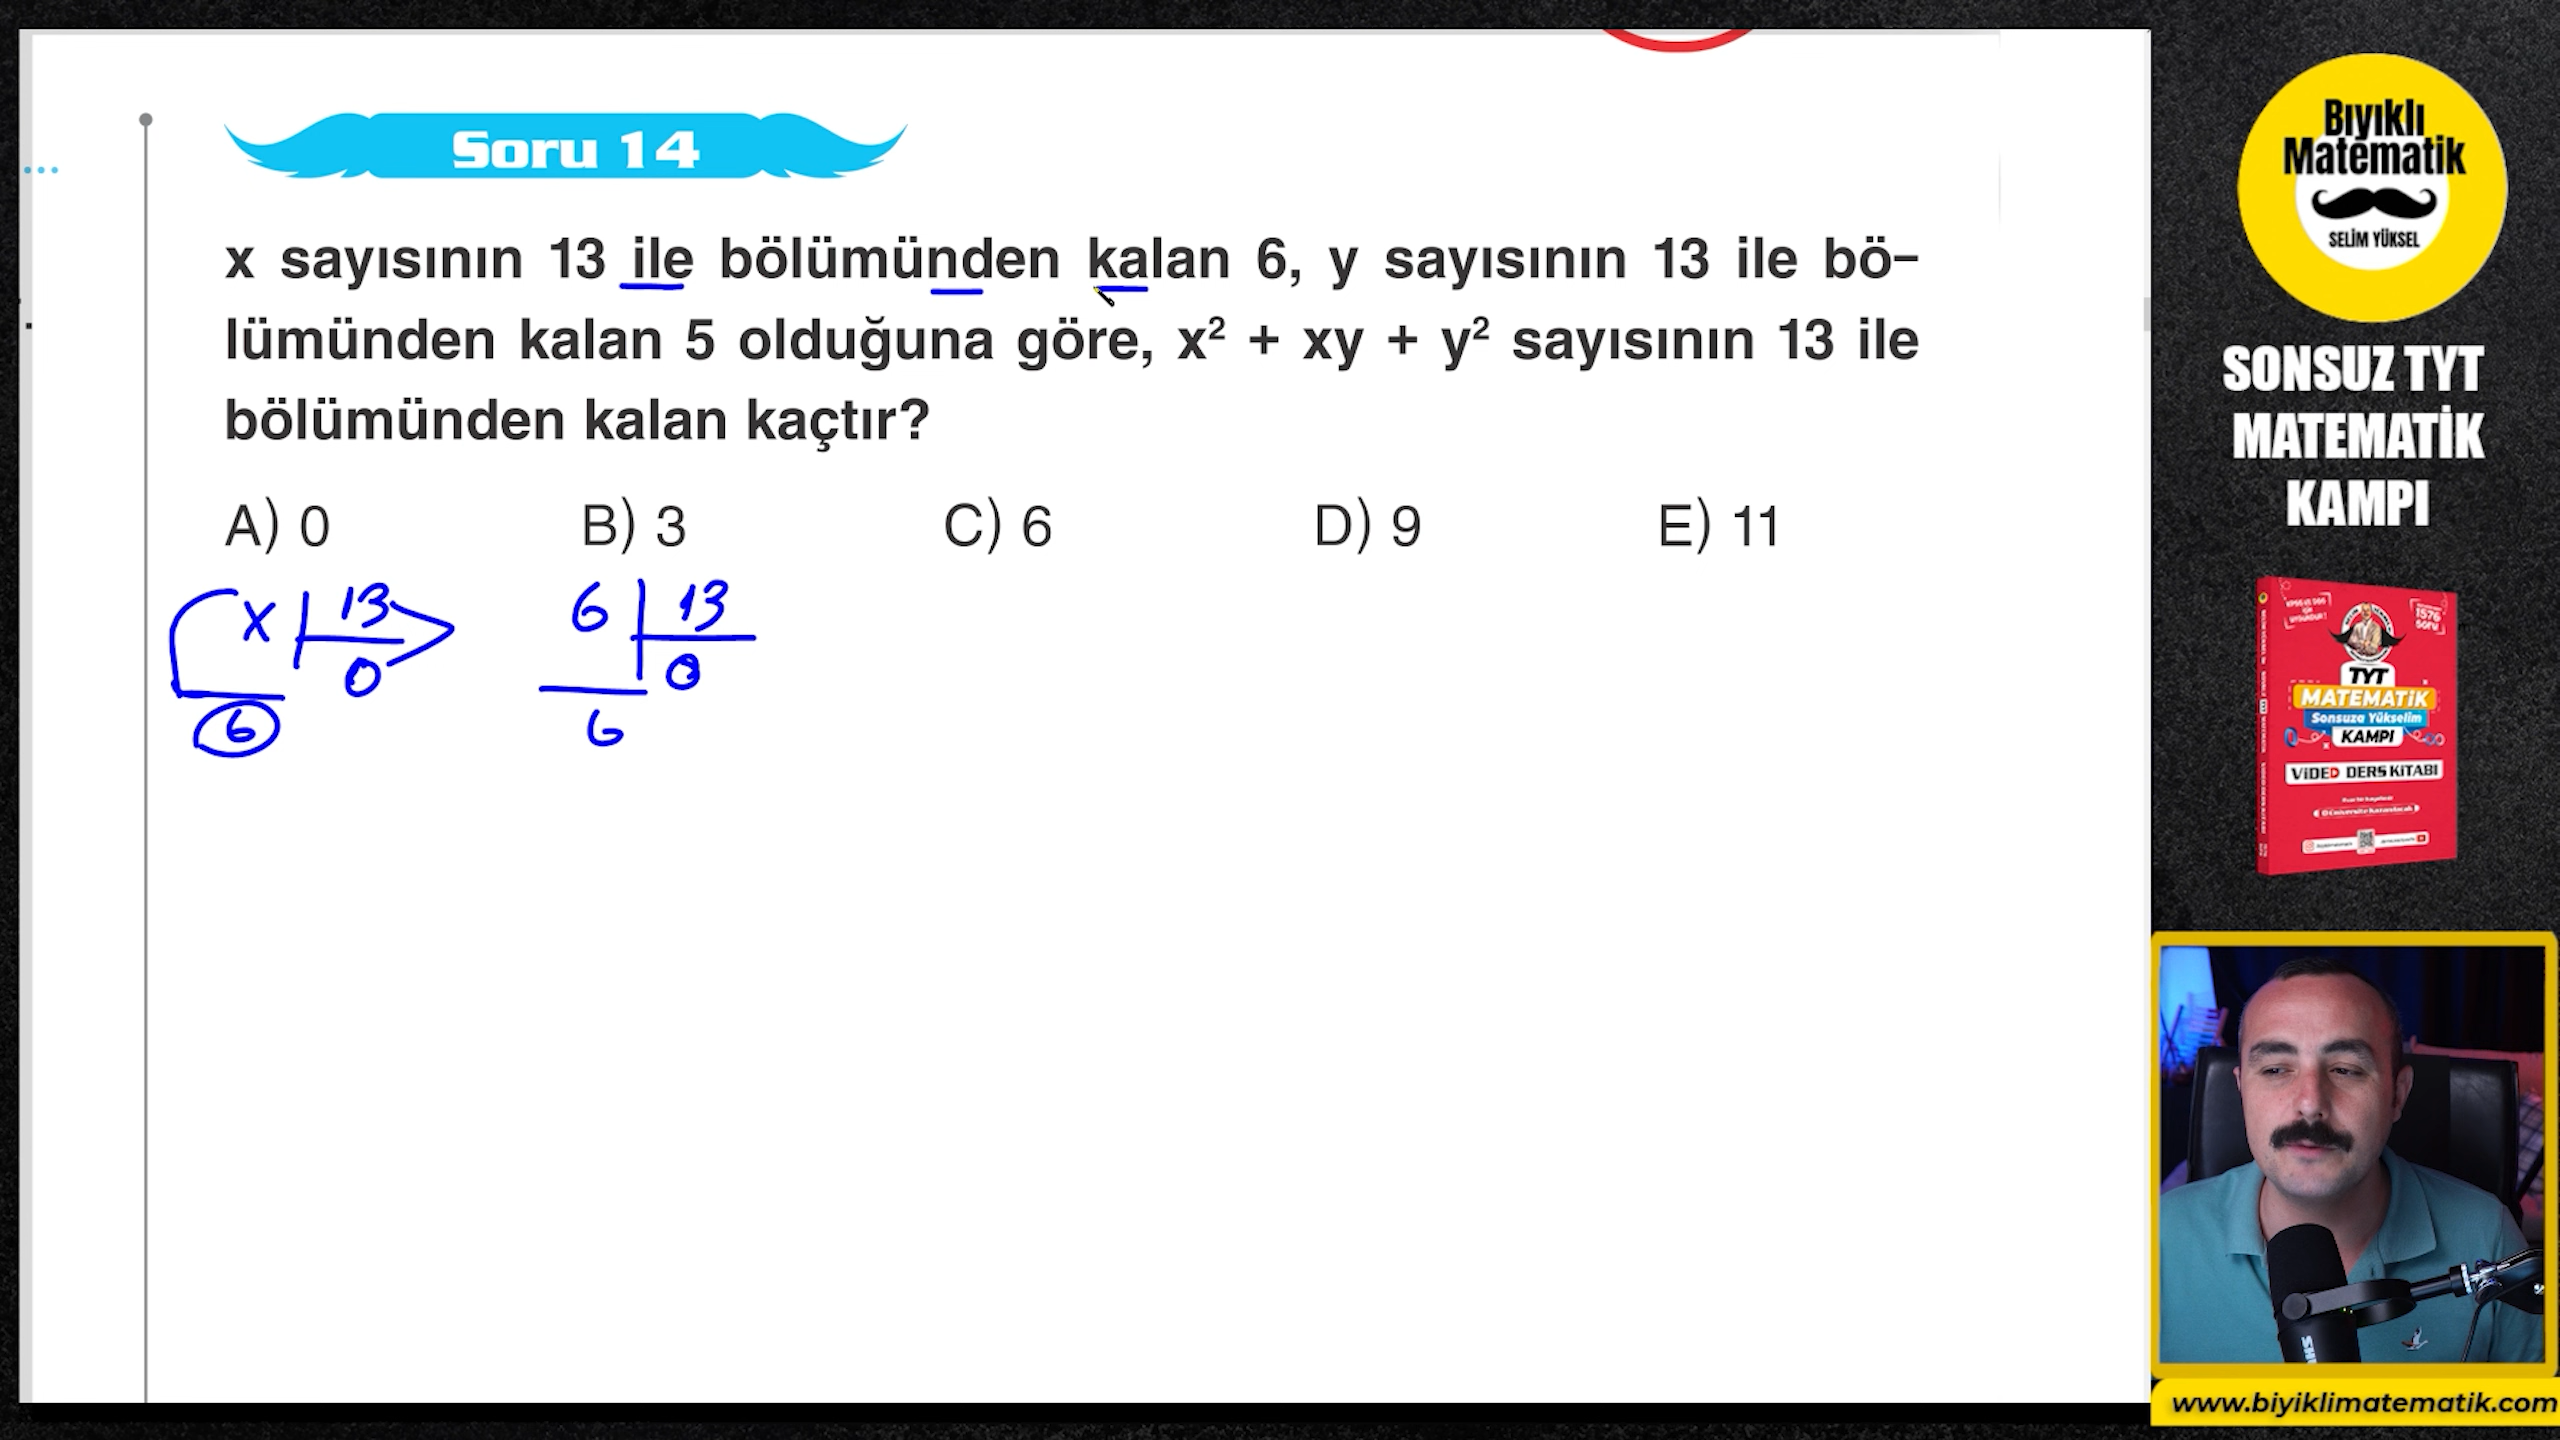 Soru 14
x sayısının 13 ile bölümünden kalan 6, y sayısının 13 ile bö-
lümünden kalan 5 olduğuna göre, x² + xy + y² sayısının 13 ile
bölümünden kalan kaçtır?
A) 0 B) 3 C) 6 D) 9 E) 11
x 13
0
6
6 13
0
6
Bıyıklı
Matematik
SELİM YÜKSEL
SONSUZ TYT
MATEMATİK
KAMPI
TYT
MATEMATİK
Sonsuza Yükselim
KAMPI
VİDEO DERS KİTABI
www.biyiklimatematik.com